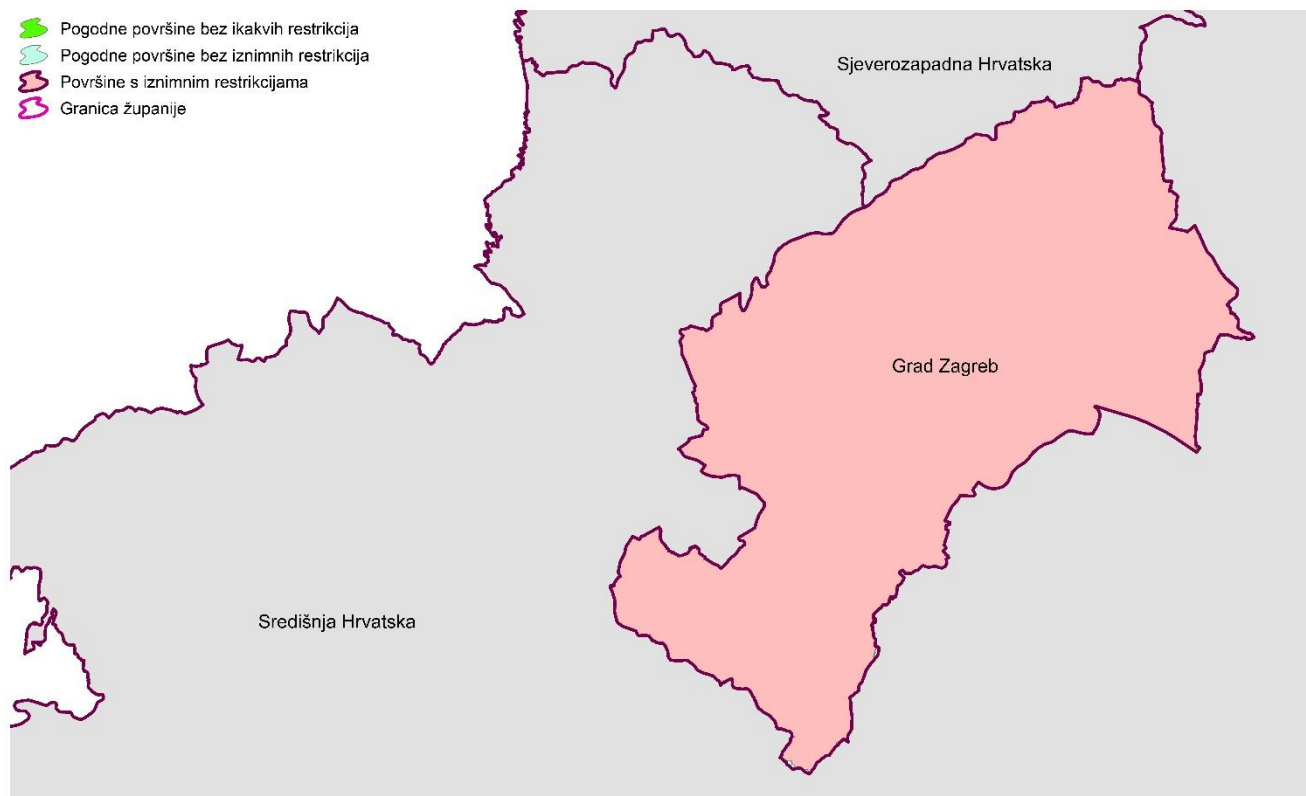 Pogodne površine bez ikakvih restrikcija
Pogodne površine bez iznimnih restrikcija
Površine s iznimnim restrikcijama
Granica županije
Sjeverozapadna Hrvatska
Grad Zagreb
Središnja Hrvatska